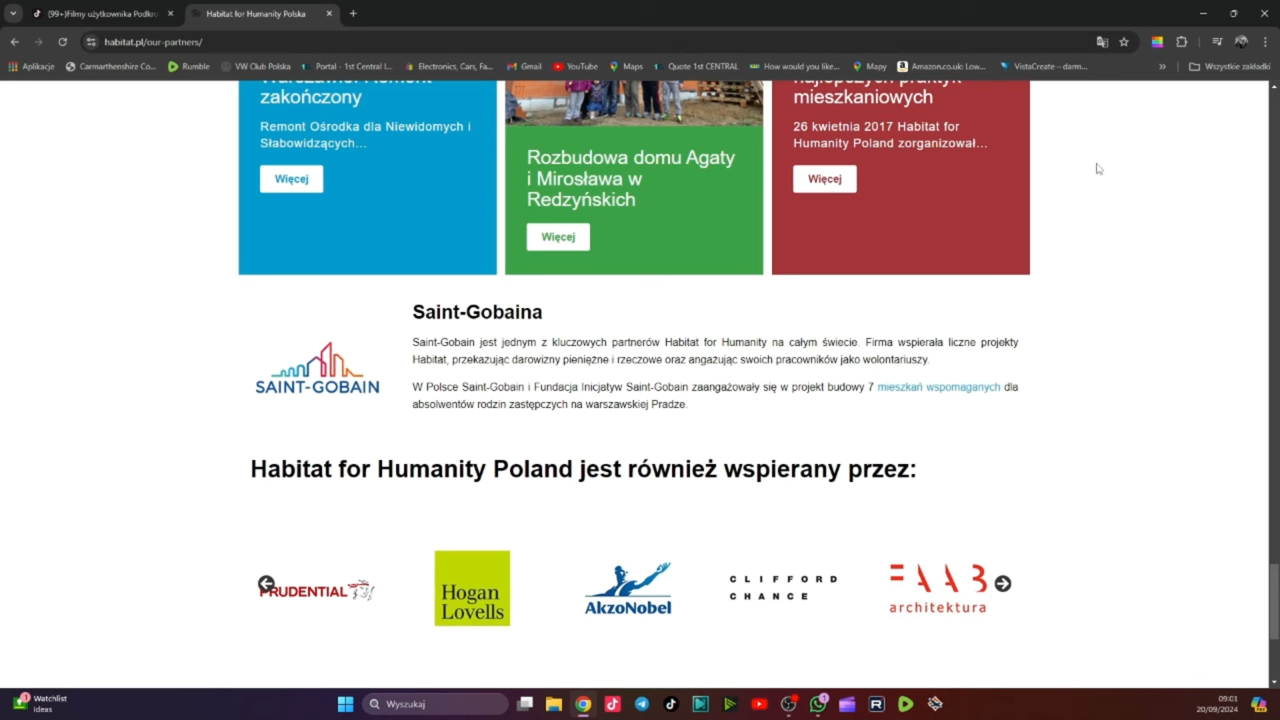 (99+)Filmy użytkownika Podkro
Habitat for Humanity Polska
habitat.pl/our-partners/
Aplikacje
Carmarthenshire Co...
Rumble
VW Club Polska
Portal - 1st Central I...
Electronics, Cars, Fa...
Gmail
YouTube
Maps
Quote 1st CENTRAL
How would you like...
Mapy
Amazon.co.uk: Low...
VistaCreate – darm...
Wszystkie zakładki
zakończony
Remont Ośrodka dla Niewidomych i
Słabowidzących...
Więcej
Rozbudowa domu Agaty
i Mirosława w
Redzyńskich
Więcej
najlepszych praktyk
mieszkaniowych
26 kwietnia 2017 Habitat for
Humanity Poland zorganizował...
Więcej
SAINT-GOBAIN
Saint-Gobaina
Saint-Gobain jest jednym z kluczowych partnerów Habitat for Humanity na całym świecie. Firma wspierała liczne projekty
Habitat, przekazując darowizny pieniężne i rzeczowe oraz angażując swoich pracowników jako wolontariuszy.
W Polsce Saint-Gobain i Fundacja Inicjatyw Saint-Gobain zaangażowały się w projekt budowy 7 mieszkań wspomaganych dla
absolwentów rodzin zastępczych na warszawskiej Pradze.
Habitat for Humanity Poland jest również wspierany przez:
PRUDENTIAL
Hogan
Lovells
AkzoNobel
CLIFFORD
CHANCE
FAAB
architektura
Watchlist
Ideas
Wyszukaj
09:01
20/09/2024